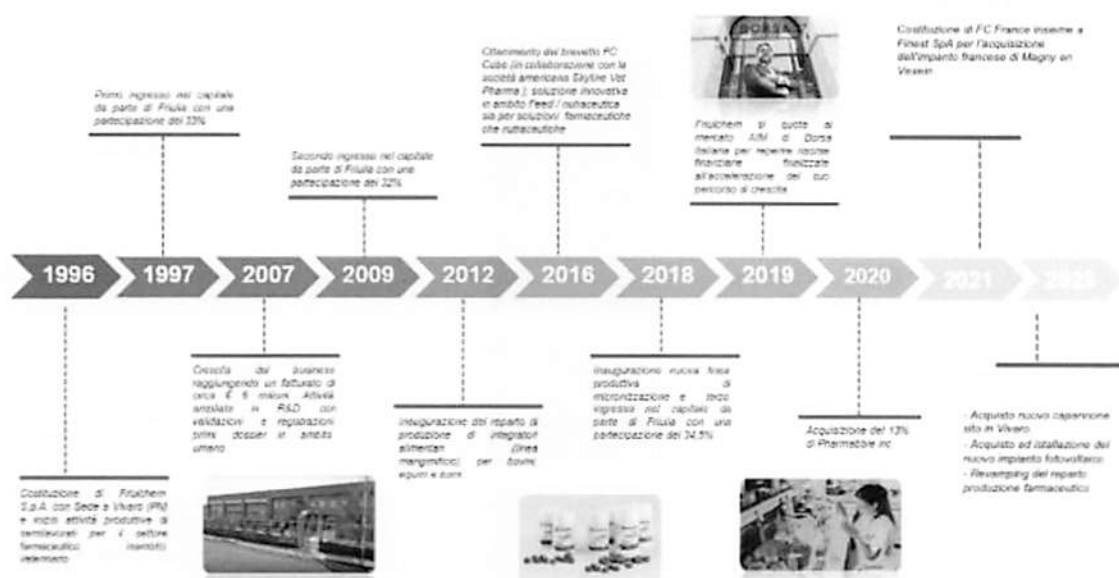 Primo ingresso nel capitale
da parte di Friulia con una
partecipazione del 33%
Secondo ingresso nel capitale
da parte di Friulia con una
partecipazione del 32%
Ottenimento del brevetto FC
Cube (in collaborazione con la
società americana Skyline Vet
Pharma ); soluzione innovativa
in ambito Feed / nutraceutica
sia per soluzioni farmaceutiche
che nutraceutiche
BORSA
Friulchem si quota al
mercato AIM di Borsa
Italiana per reperire risorse
finanziarie finalizzate
all'accelerazione del suo
percorso di crescita
Costituzione di FC France insieme a
Finest SpA per l'acquisizione
dell'impianto francese di Magny en
Vexein
1996
1997
2007
2009
2012
2016
2018
2019
2020
2021
Costituzione di Friulchem
S.p.A. con Sede a Vivaro (PN)
e inizio attività produttive di
semilavorati per il settore
farmaceutico
veterinario
Crescita del business
raggiungendo un fatturato di
circa € 6 milioni. Attività
ampliate in R&D con
validazioni e registrazioni
primi dossier in ambito
umano
Inaugurazione del reparto di
produzione di integratori
alimentari (linea
mangimificio) per bovini,
equini e suini
Inaugurazione nuova linea
produttiva di
micronizzazione e terzo
ingresso nel capitale da
parte di Friulia con una
partecipazione del 34,5%
Acquisizione del 13%
di Pharmabbie inc
- Acquisto nuovo capannone
sito in Vivaro
- Acquisto ed istallazione del
nuovo impianto fotovoltaico
- Revamping del reparto
produzione farmaceutico